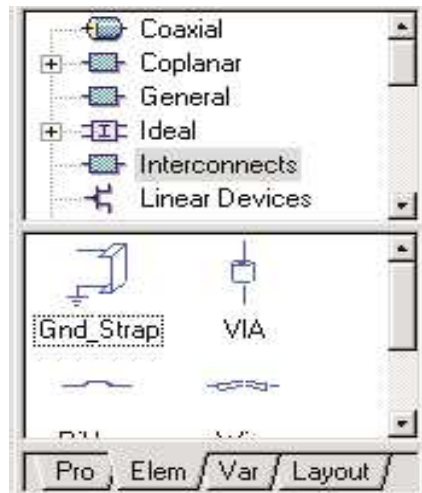 Coaxial
Coplanar
General
Ideal
Interconnects
Linear Devices
Gnd_Strap VIA
Pro Elem Var Layout